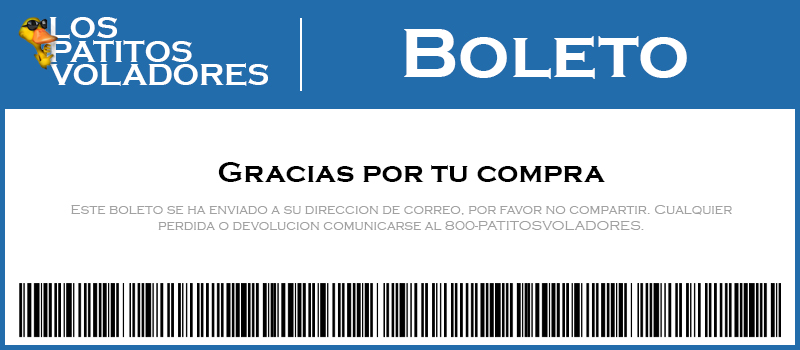 LOS
PATITOS
VOLADORES
BOLETO
GRACIAS POR TU COMPRA
ESTE BOLETO SE HA ENVIADO A SU DIRECCION DE CORREO, POR FAVOR NO COMPARTIR. CUALQUIER
PERDIDA O DEVOLUCION COMUNICARSE AL 800-PATITOSVOLADORES.